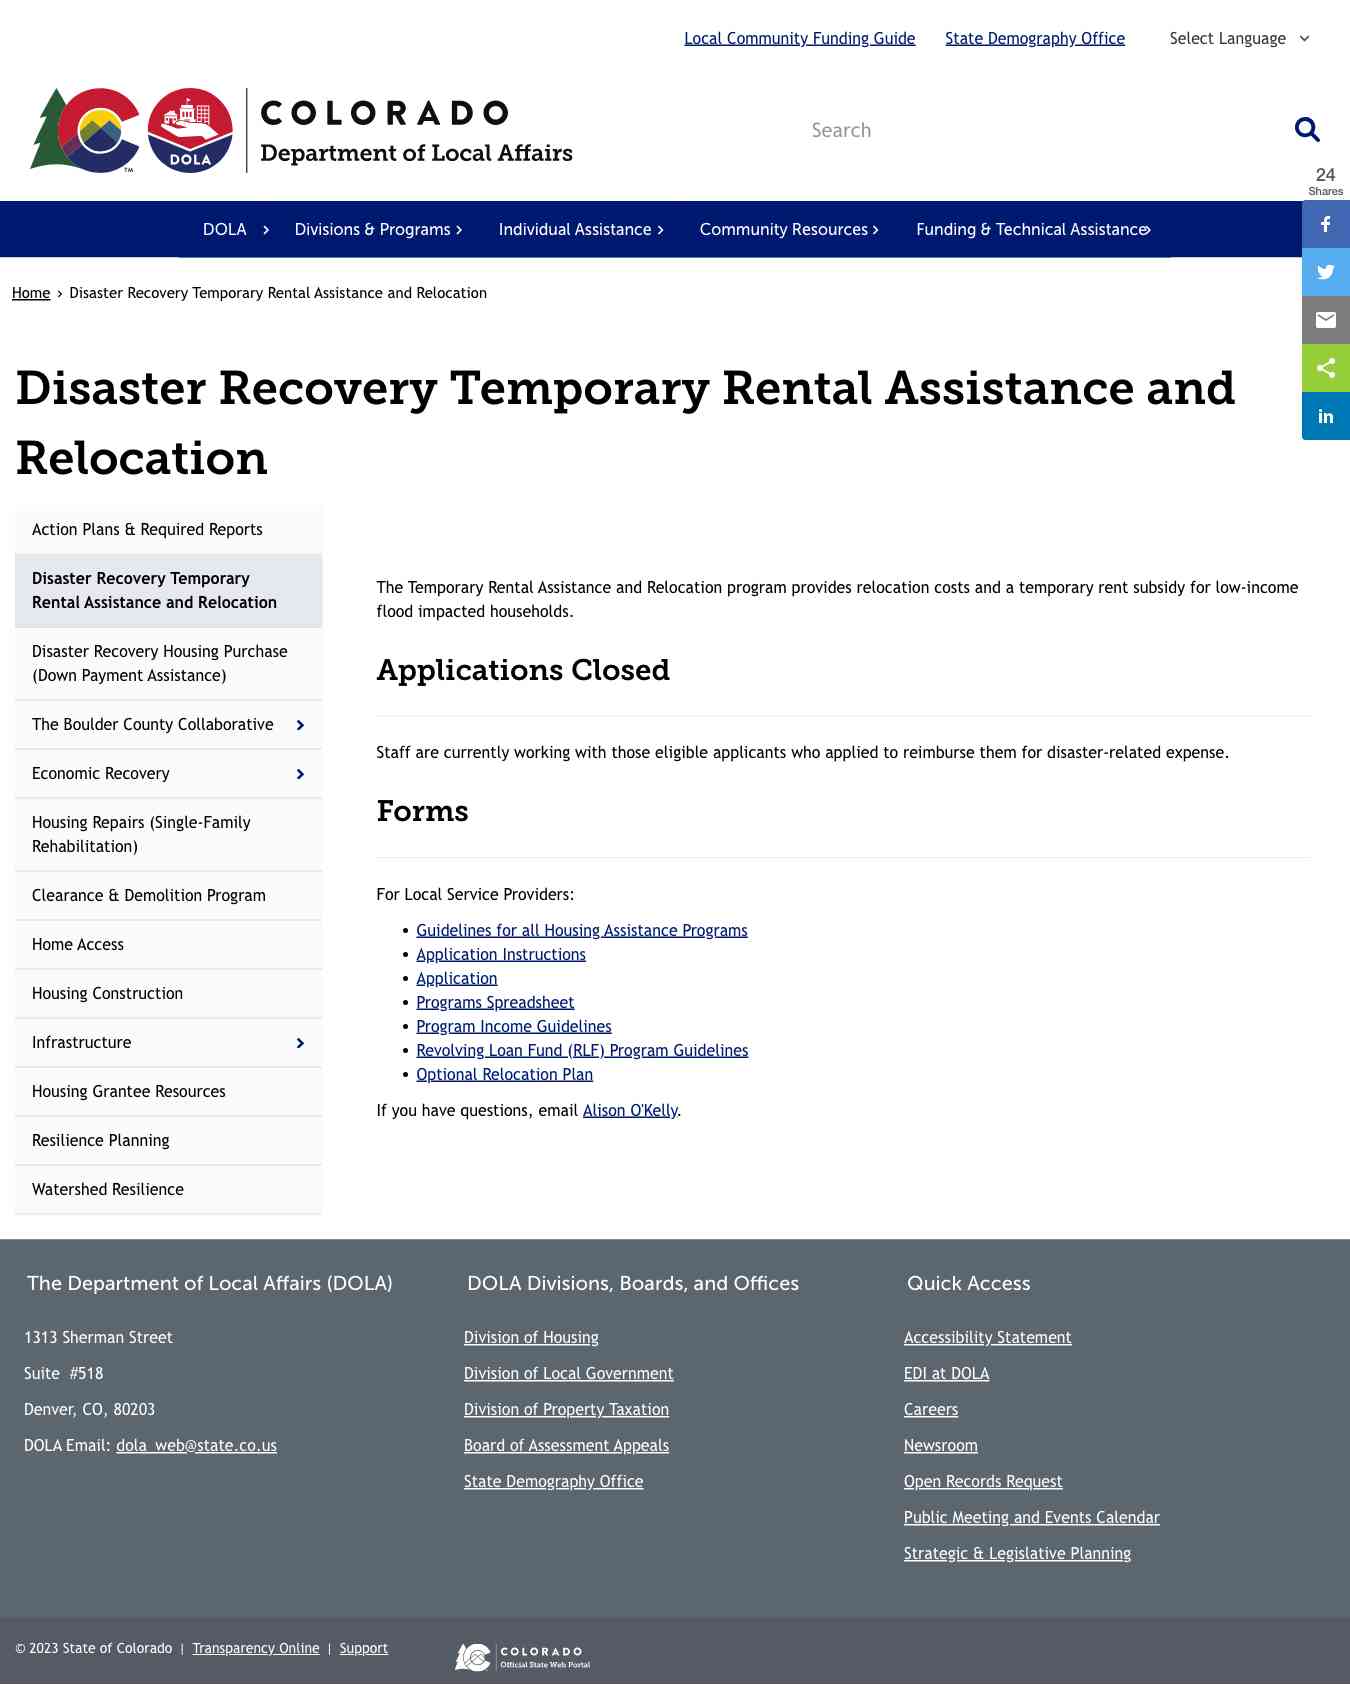 Local Community Funding Guide State Demography Office Select Language
COLORADO
Department of Local Affairs
DOLA
TM
Search
24
Shares
DOLA Divisions & Programs Individual Assistance Community Resources Funding & Technical Assistance
Home › Disaster Recovery Temporary Rental Assistance and Relocation
Disaster Recovery Temporary Rental Assistance and
Relocation
Action Plans & Required Reports
Disaster Recovery Temporary
Rental Assistance and Relocation
Disaster Recovery Housing Purchase
(Down Payment Assistance)
The Boulder County Collaborative
Economic Recovery
Housing Repairs (Single-Family
Rehabilitation)
Clearance & Demolition Program
Home Access
Housing Construction
Infrastructure
Housing Grantee Resources
Resilience Planning
Watershed Resilience
The Temporary Rental Assistance and Relocation program provides relocation costs and a temporary rent subsidy for low-income
flood impacted households.
Applications Closed
Staff are currently working with those eligible applicants who applied to reimburse them for disaster-related expense.
Forms
For Local Service Providers:
• Guidelines for all Housing Assistance Programs
• Application Instructions
• Application
• Programs Spreadsheet
• Program Income Guidelines
• Revolving Loan Fund (RLF) Program Guidelines
• Optional Relocation Plan
If you have questions, email Alison O'Kelly.
The Department of Local Affairs (DOLA)
1313 Sherman Street
Suite #518
Denver, CO, 80203
DOLA Email: dola_web@state.co.us
DOLA Divisions, Boards, and Offices
Division of Housing
Division of Local Government
Division of Property Taxation
Board of Assessment Appeals
State Demography Office
Quick Access
Accessibility Statement
EDI at DOLA
Careers
Newsroom
Open Records Request
Public Meeting and Events Calendar
Strategic & Legislative Planning
© 2023 State of Colorado | Transparency Online | Support
COLORADO
Official State Web Portal